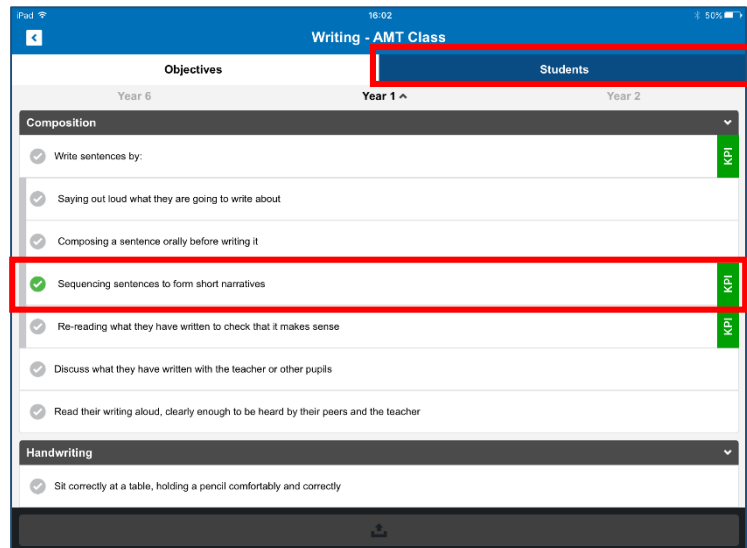 iPad 16:02 50%
Writing - AMT Class
Objectives Students
Year 6 Year 1 Year 2
Composition
Write sentences by: KPI
Saying out loud what they are going to write about
Composing a sentence orally before writing it
Sequencing sentences to form short narratives KPI
Re-reading what they have written to check that it makes sense KPI
Discuss what they have written with the teacher or other pupils
Read their writing aloud, clearly enough to be heard by their peers and the teacher
Handwriting
Sit correctly at a table, holding a pencil comfortably and correctly